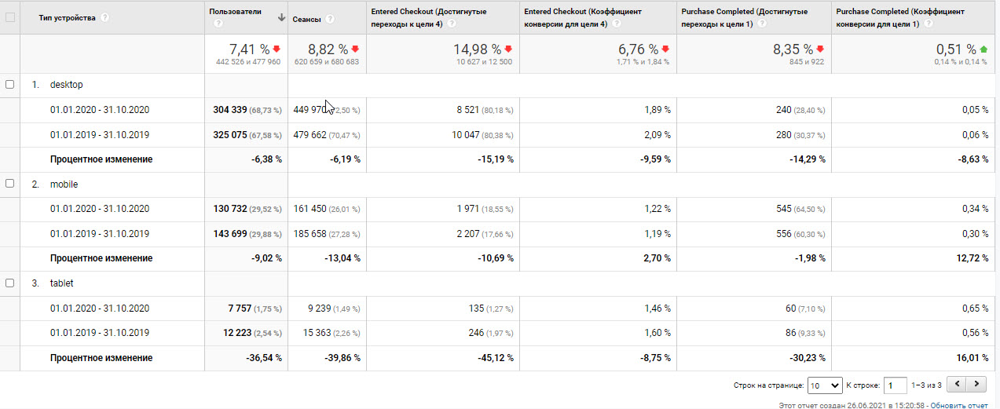 Тип устройства ?
Пользователи ?
Сеансы ?
Entered Checkout (Достигнутые переходы к цели 4) ?
Entered Checkout (Коэффициент конверсии для цели 4) ?
Purchase Completed (Достигнутые переходы к цели 1) ?
Purchase Completed (Коэффициент конверсии для цели 1) ?
7,41 % 8,82 % 14,98 % 6,76 % 8,35 % 0,51 %
442 526 и 477 960 620 659 и 680 683 10 627 и 12 500 1,71 % и 1,84 % 845 и 922 0,14 % и 0,14 %
1. desktop
01.01.2020 - 31.10.2020 304 339 (68,73 %) 449 970 2,50 %) 8 521 (80,18 %) 1,89 % 240 (28,40 %) 0,05 %
01.01.2019 - 31.10.2019 325 075 (67,58 %) 479 662 (70,47 %) 10 047 (80,38 %) 2,09 % 280 (30,37 %) 0,06 %
Процентное изменение -6,38 % -6,19 % -15,19 % -9,59 % -14,29 % -8,63 %
2. mobile
01.01.2020 - 31.10.2020 130 732 (29,52 %) 161 450 (26,01 %) 1 971 (18,55 %) 1,22 % 545 (64,50 %) 0,34 %
01.01.2019 - 31.10.2019 143 699 (29,88 %) 185 658 (27,28 %) 2 207 (17,66 %) 1,19 % 556 (60,30 %) 0,30 %
Процентное изменение -9,02 % -13,04 % -10,69 % 2,70 % -1,98 % 12,72 %
3. tablet
01.01.2020 - 31.10.2020 7 757 (1,75 %) 9 239 (1,49 %) 135 (1,27 %) 1,46 % 60 (7,10 %) 0,65 %
01.01.2019 - 31.10.2019 12 223 (2,54 %) 15 363 (2,26 %) 246 (1,97 %) 1,60 % 86 (9,33 %) 0,56 %
Процентное изменение -36,54 % -39,86 % -45,12 % -8,75 % -30,23 % 16,01 %
Строк на странице: 10 К строке: 1 1–3 из 3
Этот отчет создан 26.06.2021 в 15:20:58 - Обновить отчет